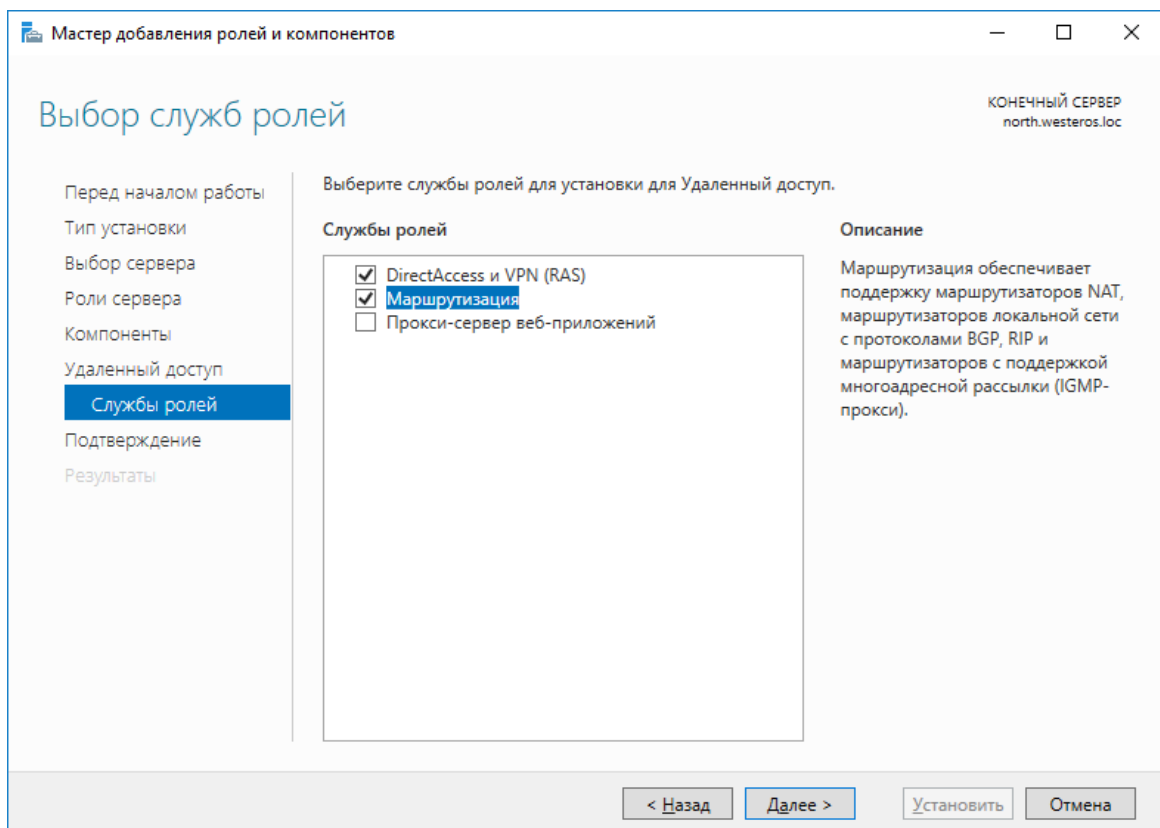 Мастер добавления ролей и компонентов
Выбор служб ролей
КОНЕЧНЫЙ СЕРВЕР
north.westeros.loc
Перед началом работы
Тип установки
Выбор сервера
Роли сервера
Компоненты
Удаленный доступ
Службы ролей
Подтверждение
Результаты
Выберите службы ролей для установки для Удаленный доступ.
Службы ролей
DirectAccess и VPN (RAS)
Маршрутизация
Прокси-сервер веб-приложений
Описание
Маршрутизация обеспечивает
поддержку маршрутизаторов NAT,
маршрутизаторов локальной сети
с протоколами BGP, RIP и
маршрутизаторов с поддержкой
многоадресной рассылки (IGMP-
прокси).
< Назад
Далее >
Установить
Отмена